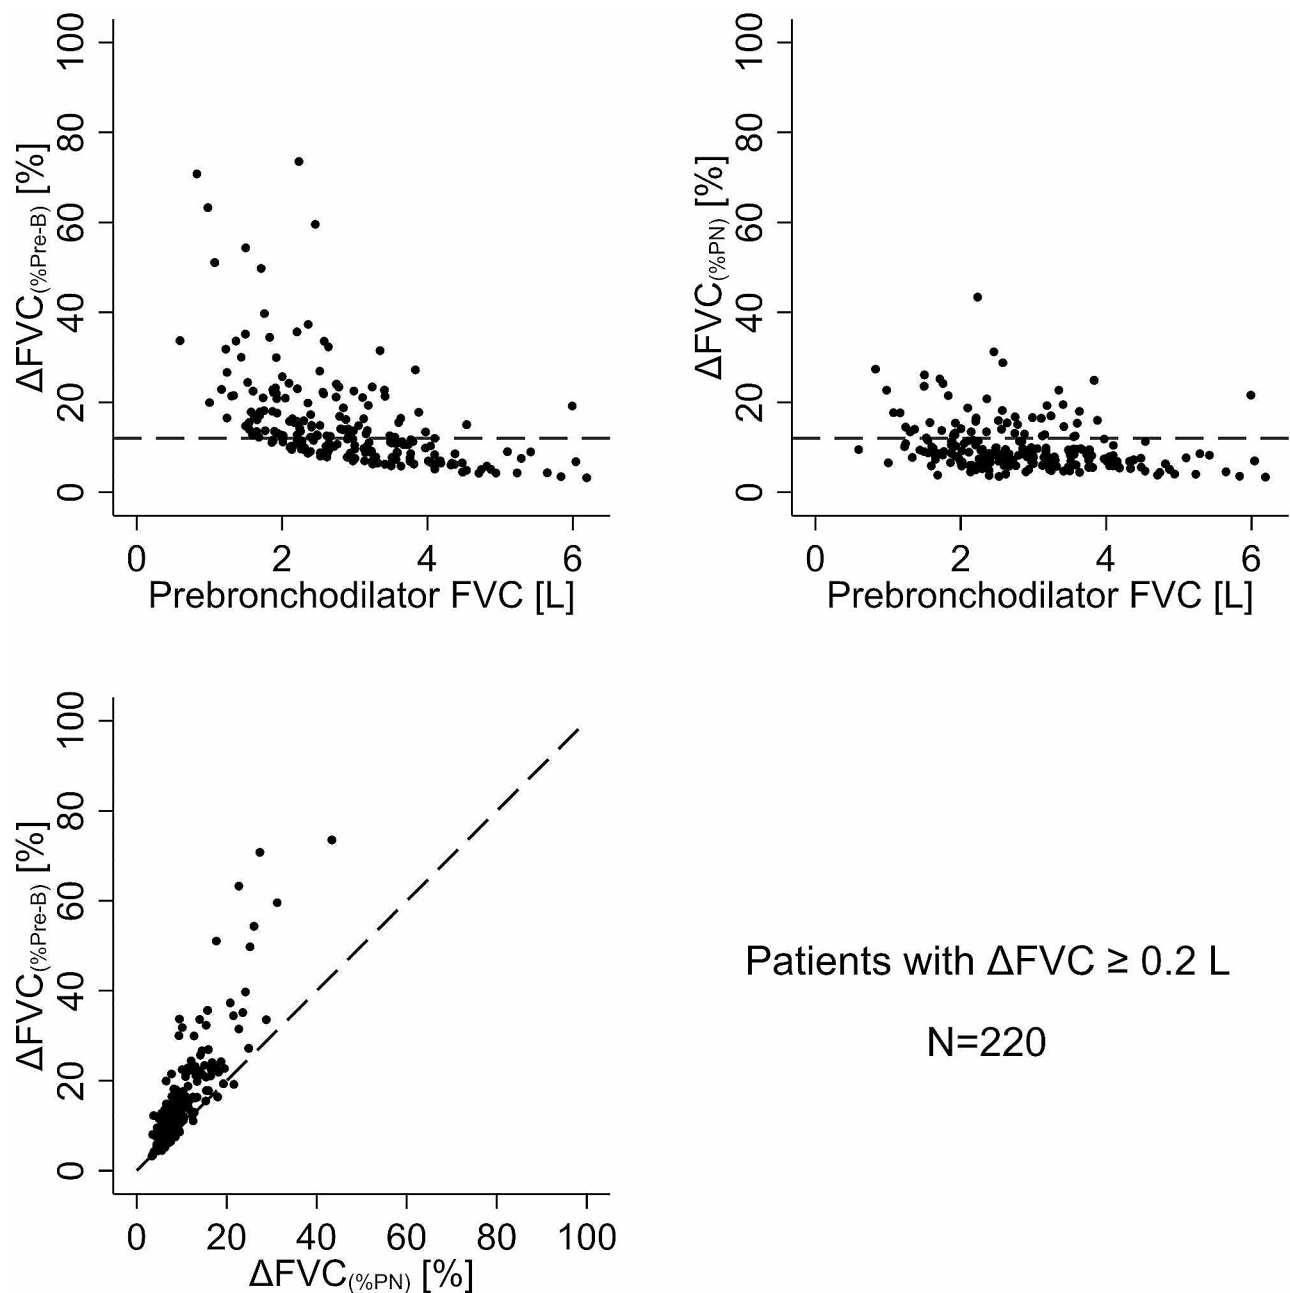 ΔFVC(%Pre-B) [%]
100
80
60
40
20
0
0 2 4 6
Prebronchodilator FVC [L]
ΔFVC(%PN) [%]
100
80
60
40
20
0
0 2 4 6
Prebronchodilator FVC [L]
ΔFVC(%Pre-B) [%]
100
80
60
40
20
0
0 20 40 60 80 100
ΔFVC(%PN) [%]
Patients with ΔFVC ≥ 0.2 L
N=220